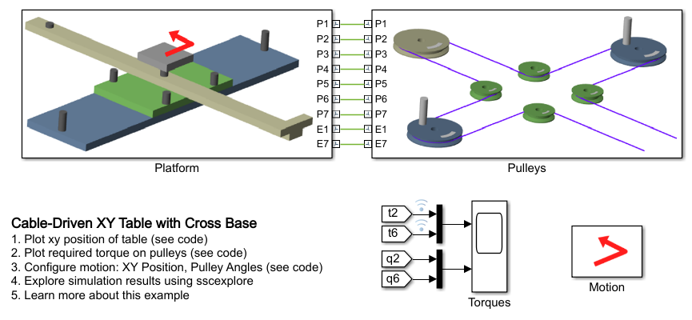 P1 P1
P2 P2
P3 P3
P4 P4
P5 P5
P6 P6
P7 P7
E1 E1
E7 E7
Platform
Pulleys
Cable-Driven XY Table with Cross Base
1. Plot xy position of table (see code)
2. Plot required torque on pulleys (see code)
3. Configure motion: XY Position, Pulley Angles (see code)
4. Explore simulation results using sscexplore
5. Learn more about this example
t2
t6
q2
q6
Torques
Motion